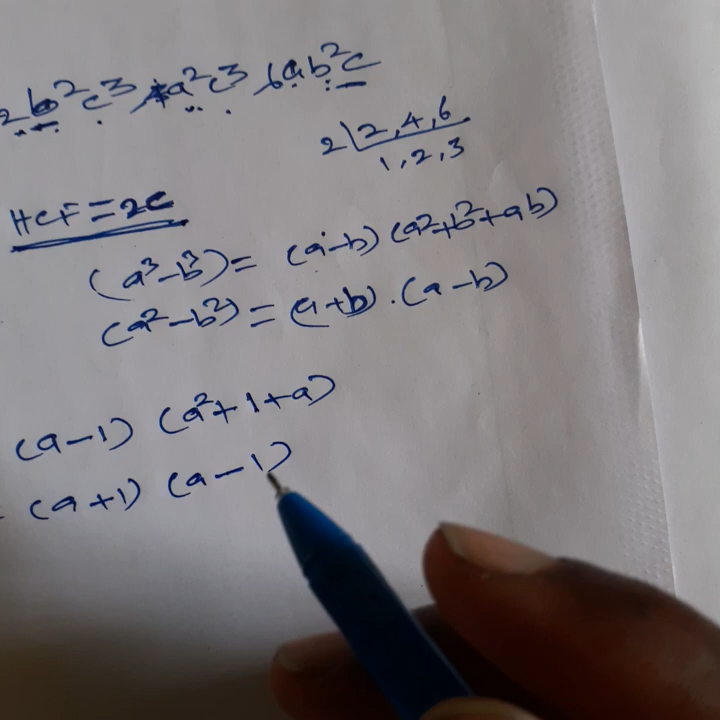 2b²c³ 4a²c³ 6ab²c
2 | 2, 4, 6
1, 2, 3
HCF = 2c
(a³-b³) = (a-b) (a²+b²+ab)
(a²-b²) = (a+b) . (a-b)
(a-1) (a²+1+a)
(a+1) (a-1)